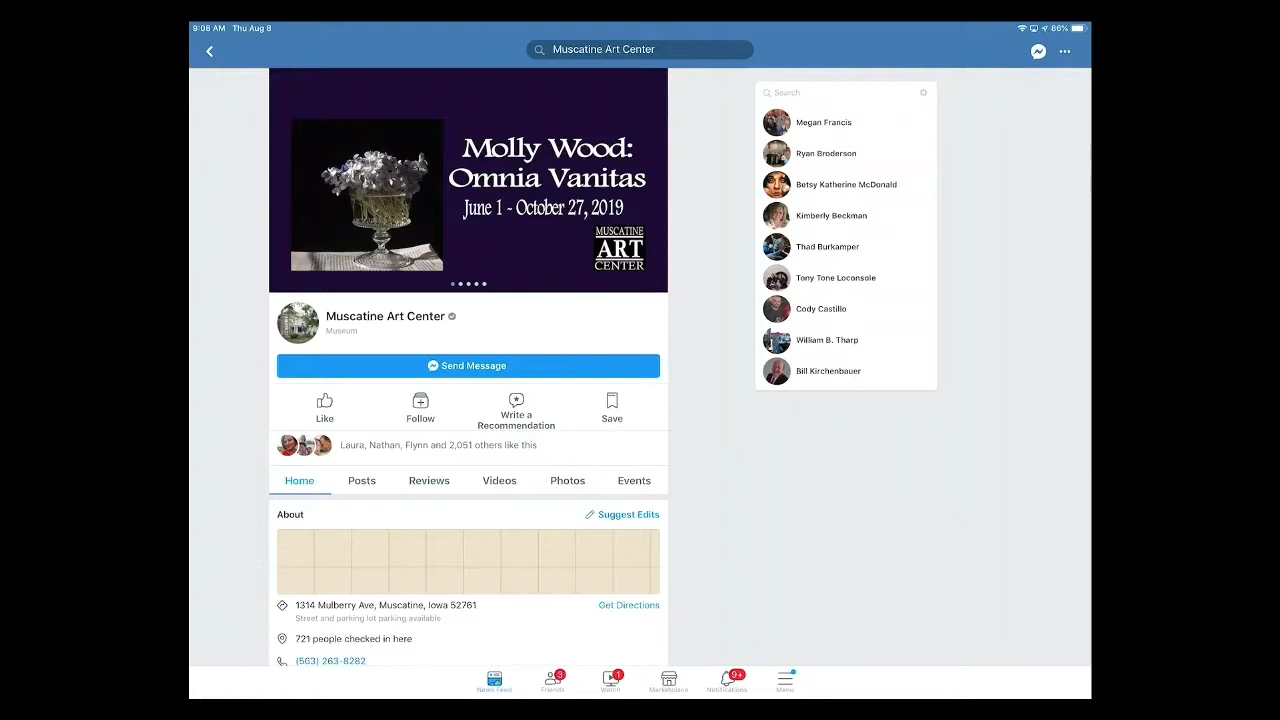 9:08 AM Thu Aug 8
86%
Muscatine Art Center
Molly Wood:
Omnia Vanitas
June 1 - October 27, 2019
MUSCATINE
ART
CENTER
Muscatine Art Center
Museum
Send Message
Like
Follow
Write a
Recommendation
Save
Laura, Nathan, Flynn and 2,051 others like this
Home
Posts
Reviews
Videos
Photos
Events
About
Suggest Edits
1314 Mulberry Ave, Muscatine, Iowa 52761
Get Directions
Street and parking lot parking available
721 people checked in here
(563) 263-8282
Search
Megan Francis
Ryan Broderson
Betsy Katherine McDonald
Kimberly Beckman
Thad Burkamper
Tony Tone Loconsole
Cody Castillo
William B. Tharp
Bill Kirchenbauer
3
1
9+
News Feed
Friends
Watch
Marketplace
Notifications
Menu